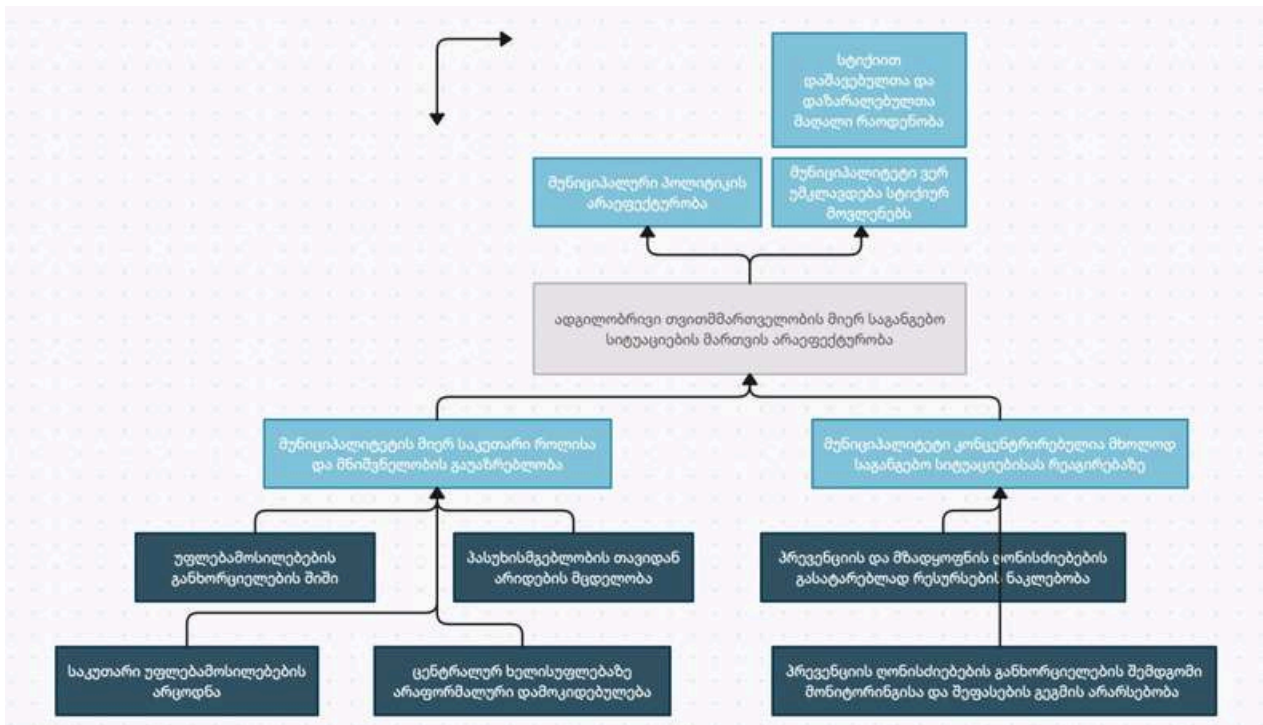 სტიქიით
დაშავებულთა და
დაზარალებულთა
მაღალი რაოდენობა
მუნიციპალური პოლიტიკის
არაეფექტურობა
მუნიციპალიტეტი ვერ
უმკლავდება სტიქიურ
მოვლენებს
ადგილობრივი თვითმმართველობის მიერ საგანგებო
სიტუაციების მართვის არაეფექტურობა
მუნიციპალიტეტის მიერ საკუთარი როლისა
და მნიშვნელობის გაუაზრებლობა
მუნიციპალიტეტი კონცენტრირებულია მხოლოდ
საგანგებო სიტუაციებისას რეაგირებაზე
უფლებამოსილებების
განხორციელების შიში
პასუხისმგებლობის თავიდან
არიდების მცდელობა
პრევენციის და მზადყოფნის ღონისძიებების
გასატარებლად რესურსების ნაკლებობა
საკუთარი უფლებამოსილებების
არცოდნა
ცენტრალურ ხელისუფლებაზე
არაფორმალური დამოკიდებულება
პრევენციის ღონისძიებების განხორციელების შემდგომი
მონიტორინგისა და შეფასების გეგმის არარსებობა